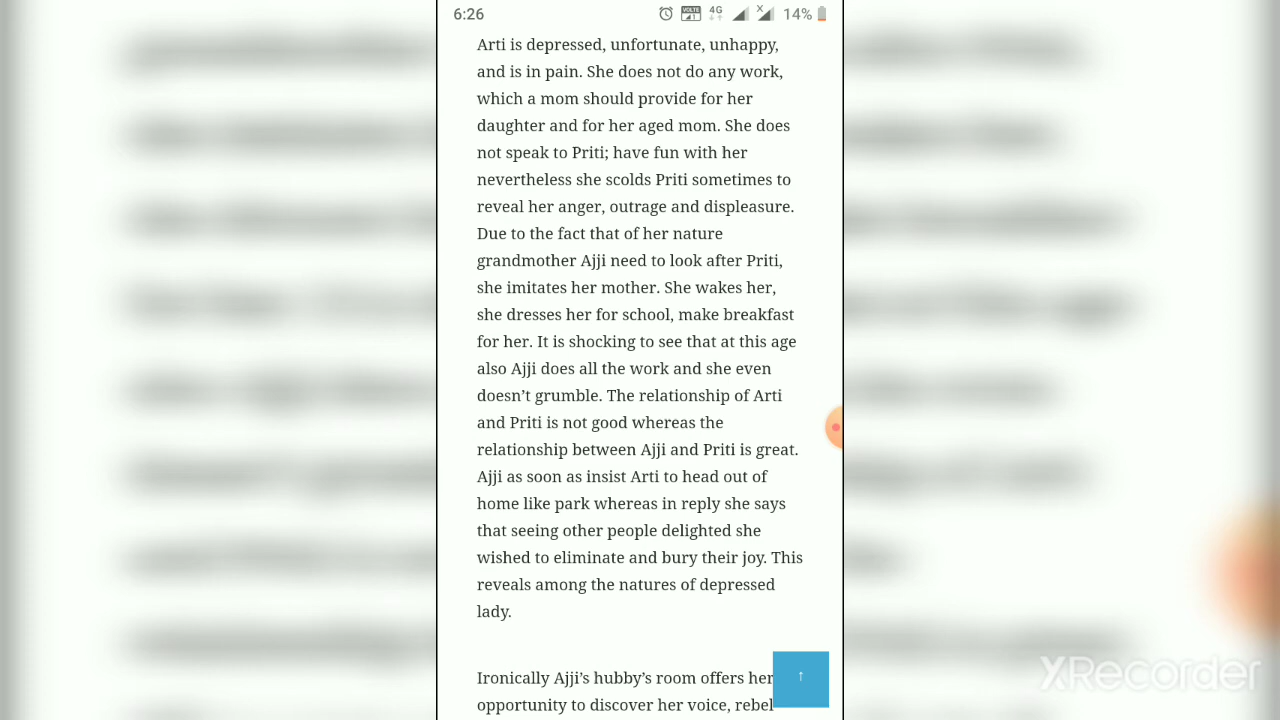 6:26
VOLTE
1
4G
X
14%
Arti is depressed, unfortunate, unhappy,
and is in pain. She does not do any work,
which a mom should provide for her
daughter and for her aged mom. She does
not speak to Priti; have fun with her
nevertheless she scolds Priti sometimes to
reveal her anger, outrage and displeasure.
Due to the fact that of her nature
grandmother Ajji need to look after Priti,
she imitates her mother. She wakes her,
she dresses her for school, make breakfast
for her. It is shocking to see that at this age
also Ajji does all the work and she even
doesn’t grumble. The relationship of Arti
and Priti is not good whereas the
relationship between Ajji and Priti is great.
Ajji as soon as insist Arti to head out of
home like park whereas in reply she says
that seeing other people delighted she
wished to eliminate and bury their joy. This
reveals among the natures of depressed
lady.
Ironically Ajji’s hubby’s room offers her
opportunity to discover her voice, rebel
↑
XRecorder